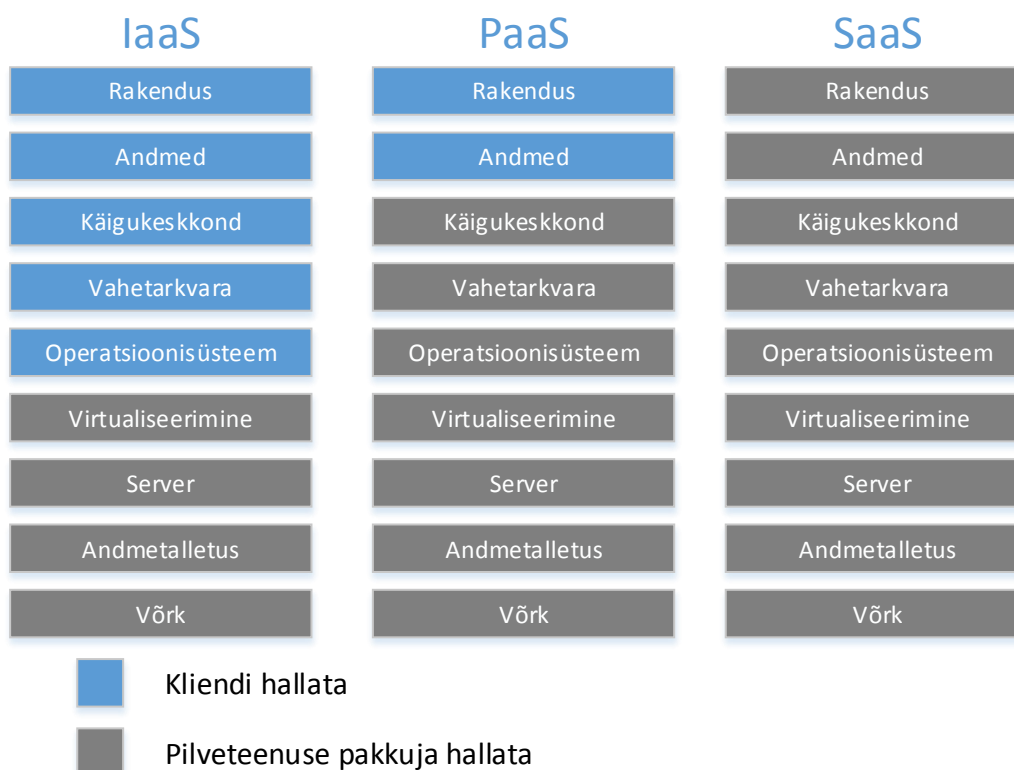 IaaS
PaaS
SaaS
Rakendus
Rakendus
Rakendus
Andmed
Andmed
Andmed
Käigukeskkond
Käigukeskkond
Käigukeskkond
Vahetarkvara
Vahetarkvara
Vahetarkvara
Operatsioonisüsteem
Operatsioonisüsteem
Operatsioonisüsteem
Virtualiseerimine
Virtualiseerimine
Virtualiseerimine
Server
Server
Server
Andmetalletus
Andmetalletus
Andmetalletus
Võrk
Võrk
Võrk
Kliendi hallata
Pilveteenuse pakkuja hallata